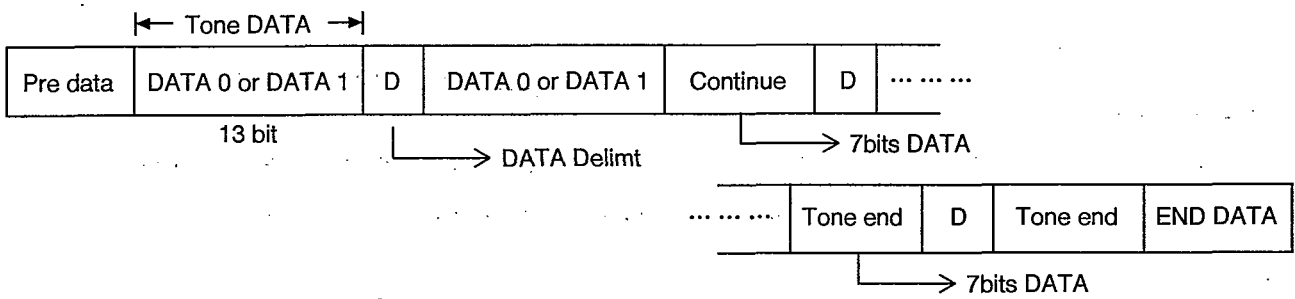 Tone DATA
Pre data DATA 0 or DATA 1 D DATA 0 or DATA 1 Continue D ... ... ...
13 bit
DATA Delimt
7bits DATA
... ... ... Tone end D Tone end END DATA
7bits DATA